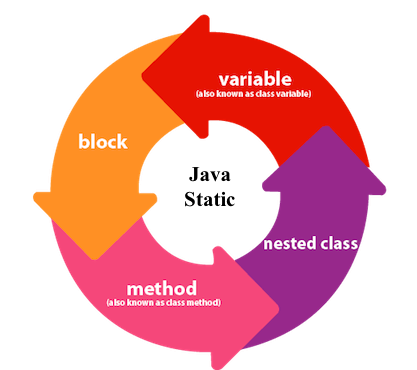 variable
(also known as class variable)
block
Java
Static
nested class
method
(also known as class method)